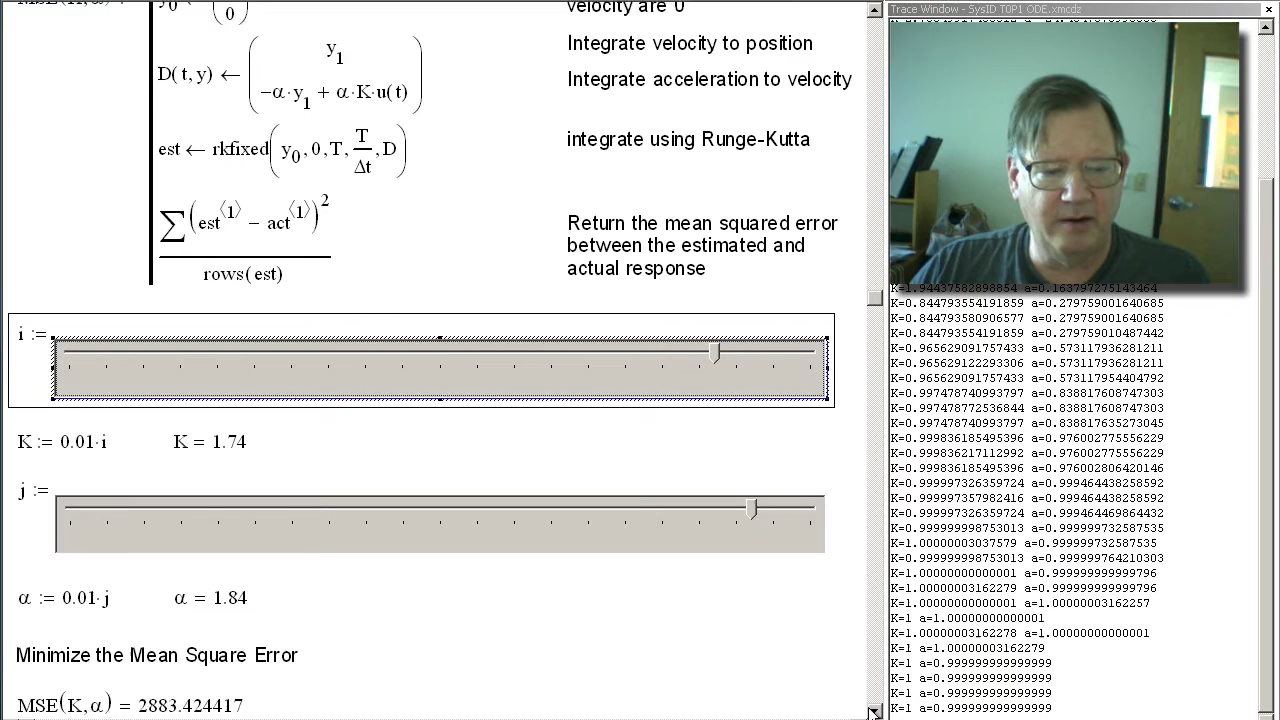 y0 ← (0)
velocity are 0
D(t,y) ← (y1
−α·y1 + α·K·u(t))
Integrate velocity to position
Integrate acceleration to velocity
est ← rkfixed(y0, 0, T, T/Δt, D)
integrate using Runge-Kutta
∑(est⟨1⟩ − act⟨1⟩)2
rows(est)
Return the mean squared error
between the estimated and
actual response
i :=
K := 0.01·i K = 1.74
j :=
α := 0.01·j α = 1.84
Minimize the Mean Square Error
MSE(K,α) = 2883.424417
Trace Window - SysID T0P1 ODE.xmcdz
K=1.94437582898854 a=0.163797275143464
K=0.844793554191859 a=0.279759001640685
K=0.844793580906577 a=0.279759001640685
K=0.844793554191859 a=0.279759010487442
K=0.965629091757433 a=0.573117936281211
K=0.965629122293306 a=0.573117936281211
K=0.965629091757433 a=0.573117954404792
K=0.997478740993797 a=0.838817608747303
K=0.997478772536844 a=0.838817608747303
K=0.997478740993797 a=0.838817635273045
K=0.999836185495396 a=0.976002775556229
K=0.999836217112992 a=0.976002775556229
K=0.999836185495396 a=0.976002806420146
K=0.999997326359724 a=0.999464438258592
K=0.999997357982416 a=0.999464438258592
K=0.999997326359724 a=0.999464469864432
K=0.999999998753013 a=0.999999732587535
K=1.00000003037579 a=0.999999732587535
K=0.999999998753013 a=0.999999764210303
K=1.00000000000001 a=0.999999999999796
K=1.00000003162279 a=0.999999999999796
K=1.00000000000001 a=1.00000003162257
K=1 a=1.00000000000001
K=1.00000003162278 a=1.00000000000001
K=1 a=1.00000003162279
K=1 a=0.999999999999999
K=1 a=0.999999999999999
K=1 a=0.999999999999999
K=1 a=0.999999999999999